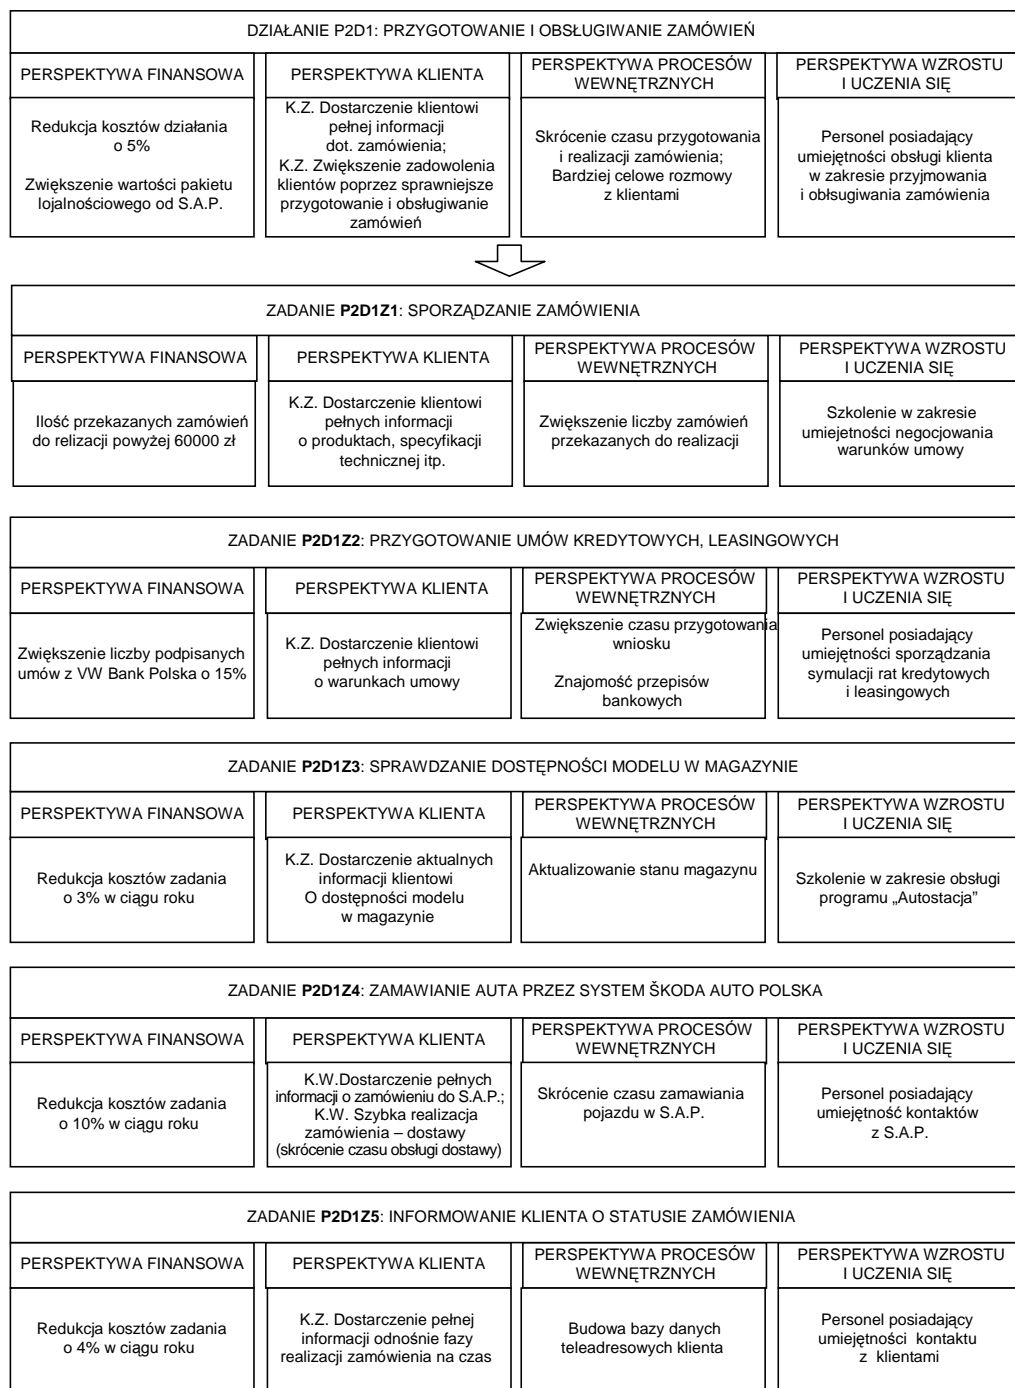 DZIAŁANIE P2D1: PRZYGOTOWANIE I OBSŁUGIWANIE ZAMÓWIEŃ
PERSPEKTYWA FINANSOWA
PERSPEKTYWA KLIENTA
PERSPEKTYWA PROCESÓW
WEWNĘTRZNYCH
PERSPEKTYWA WZROSTU
I UCZENIA SIĘ
Redukcja kosztów działania
o 5%
Zwiększenie wartości pakietu
lojalnościowego od S.A.P.
K.Z. Dostarczenie klientowi
pełnej informacji
dot. zamówienia;
K.Z. Zwiększenie zadowolenia
klientów poprzez sprawniejsze
przygotowanie i obsługiwanie
zamówień
Skrócenie czasu przygotowania
i realizacji zamówienia;
Bardziej celowe rozmowy
z klientami
Personel posiadający
umiejętności obsługi klienta
w zakresie przyjmowania
i obłsugiwania zamówienia
ZADANIE P2D1Z1: SPORZĄDZANIE ZAMÓWIENIA
PERSPEKTYWA FINANSOWA
PERSPEKTYWA KLIENTA
PERSPEKTYWA PROCESÓW
WEWNĘTRZNYCH
PERSPEKTYWA WZROSTU
I UCZENIA SIĘ
Ilość przekazanych zamówień
do relizacji powyżej 60000 zł
K.Z. Dostarczenie klientowi
pełnych informacji
o produktach, specyfikacji
technicznej itp.
Zwiększenie liczby zamówień
przekazanych do realizacji
Szkolenie w zakresie
umiejetności negocjowania
warunków umowy
ZADANIE P2D1Z2: PRZYGOTOWANIE UMÓW KREDYTOWYCH, LEASINGOWYCH
PERSPEKTYWA FINANSOWA
PERSPEKTYWA KLIENTA
PERSPEKTYWA PROCESÓW
WEWNĘTRZNYCH
PERSPEKTYWA WZROSTU
I UCZENIA SIĘ
Zwiększenie liczby podpisanych
umów z VW Bank Polska o 15%
K.Z. Dostarczenie klientowi
pełnych informacji
o warunkach umowy
Zwiększenie czasu przygotowania
wniosku
Znajomość przepisów
bankowych
Personel posiadający
umiejętności sporządzania
symulacji rat kredytowych
i leasingowych
ZADANIE P2D1Z3: SPRAWDZANIE DOSTĘPNOŚCI MODELU W MAGAZYNIE
PERSPEKTYWA FINANSOWA
PERSPEKTYWA KLIENTA
PERSPEKTYWA PROCESÓW
WEWNĘTRZNYCH
PERSPEKTYWA WZROSTU
I UCZENIA SIĘ
Redukcja kosztów zadania
o 3% w ciągu roku
K.Z. Dostarczenie aktualnych
informacji klientowi
O dostępności modelu
w magazynie
Aktualizowanie stanu magazynu
Szkolenie w zakresie obsługi
programu „Autostacja”
ZADANIE P2D1Z4: ZAMAWIANIE AUTA PRZEZ SYSTEM ŠKODA AUTO POLSKA
PERSPEKTYWA FINANSOWA
PERSPEKTYWA KLIENTA
PERSPEKTYWA PROCESÓW
WEWNĘTRZNYCH
PERSPEKTYWA WZROSTU
I UCZENIA SIĘ
Redukcja kosztów zadania
o 10% w ciągu roku
K.W.Dostarczenie pełnych
informacji o zamówieniu do S.A.P.;
K.W. Szybka realizacja
zamówienia – dostawy
(skrócenie czasu obsługi dostawy)
Skrócenie czasu zamawiania
pojazdu w S.A.P.
Personel posiadający
umiejętność kontaktów
z S.A.P.
ZADANIE P2D1Z5: INFORMOWANIE KLIENTA O STATUSIE ZAMÓWIENIA
PERSPEKTYWA FINANSOWA
PERSPEKTYWA KLIENTA
PERSPEKTYWA PROCESÓW
WEWNĘTRZNYCH
PERSPEKTYWA WZROSTU
I UCZENIA SIĘ
Redukcja kosztów zadania
o 4% w ciągu roku
K.Z. Dostarczenie pełnej
informacji odnośnie fazy
realizacji zamówienia na czas
Budowa bazy danych
teleadresowych klienta
Personel posiadający
umiejętności kontaktu
z klientami